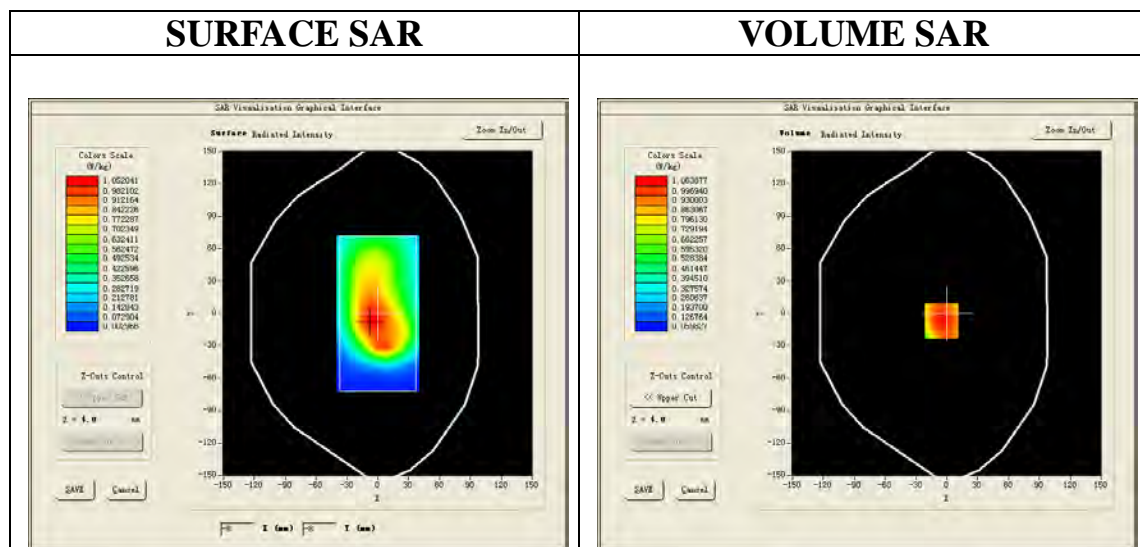 SURFACE SAR
VOLUME SAR
SAR Visualisation Graphical Interface
Surface Radiated Intensity
Zoom In/Out
Colors Scale
(W/kg)
1.052041
0.982102
0.912164
0.842226
0.772287
0.702349
0.632411
0.562472
0.492534
0.422596
0.352658
0.282719
0.212781
0.142843
0.072904
0.002966
150
120
90
60
30
0
-30
-60
-90
-120
-150
-150 -120 -90 -60 -30 0 30 60 90 120 150
X
Z-Cuts Control
<< Upper Cut
Z = 4.0 mm
SAVE
Cancel
-8 X (mm) -8 Y (mm)
SAR Visualisation Graphical Interface
Volume Radiated Intensity
Zoom In/Out
Colors Scale
(W/kg)
1.063877
0.996940
0.930003
0.863067
0.796130
0.729194
0.662257
0.595320
0.528384
0.461447
0.394510
0.327574
0.260637
0.193700
0.126764
0.059827
150
120
90
60
30
0
-30
-60
-90
-120
-150
-150 -120 -90 -60 -30 0 30 60 90 120 150
X
Z-Cuts Control
<< Upper Cut
Z = 4.0 mm
SAVE
Cancel